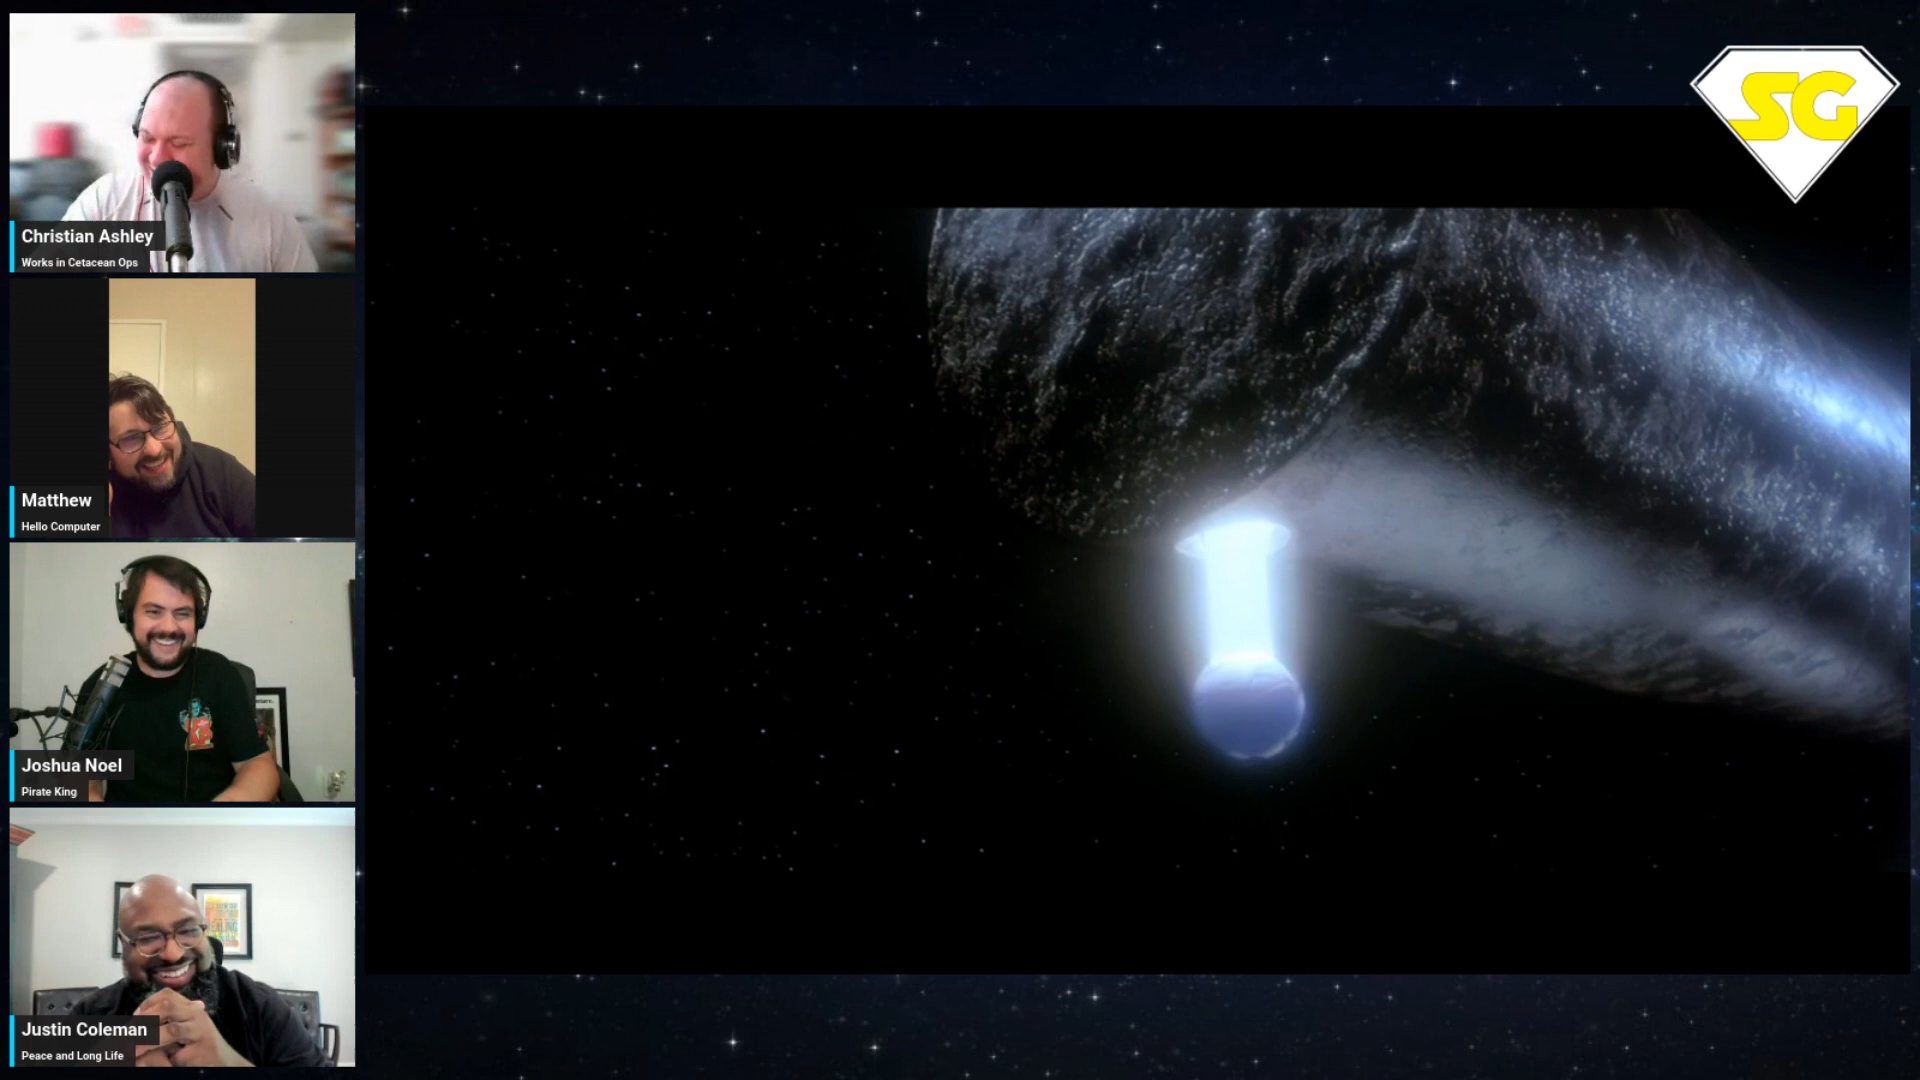 Christian Ashley
Works in Cetacean Ops
SG
Matthew
Hello Computer
Joshua Noel
Pirate King
Justin Coleman
Peace and Long Life